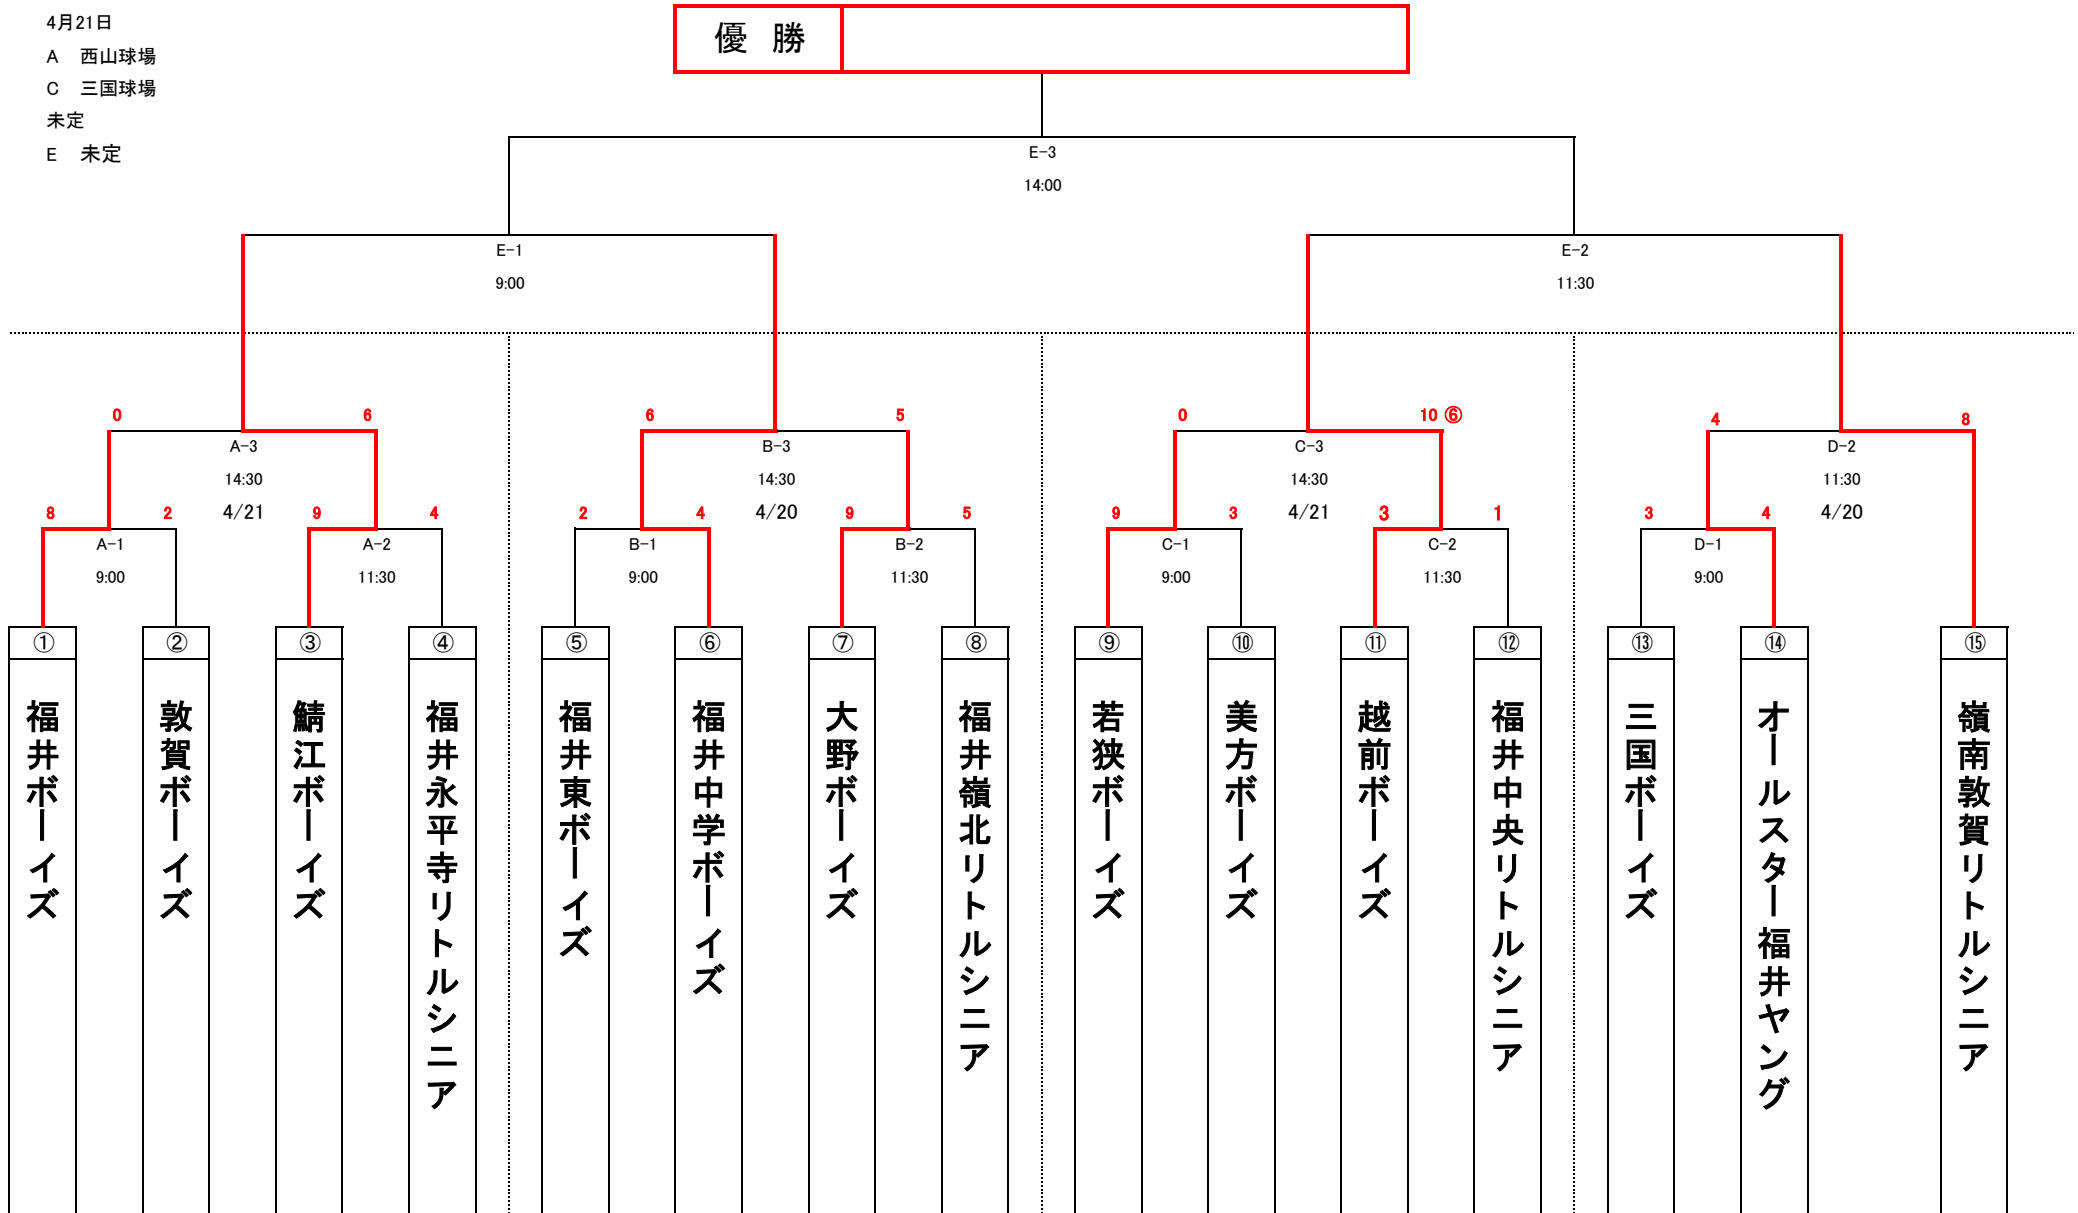 4月21日
A 西山球場
C 三国球場
未定
E 未定
優 勝
E-3
14:00
E-1
9:00
E-2
11:30
0 6
A-3
14:30
4/21
6 5
B-3
14:30
4/20
0 10 ⑥
C-3
14:30
4/21
4 8
D-2
11:30
4/20
8 2
A-1
9:00
9 4
A-2
11:30
2 4
B-1
9:00
9 5
B-2
11:30
9 3
C-1
9:00
3 1
C-2
11:30
3 4
D-1
9:00
①
福井ボーイズ
②
敦賀ボーイズ
③
鯖江ボーイズ
④
福井永平寺リトルシニア
⑤
福井東ボーイズ
⑥
福井中学ボーイズ
⑦
大野ボーイズ
⑧
福井嶺北リトルシニア
⑨
若狭ボーイズ
⑩
美方ボーイズ
⑪
越前ボーイズ
⑫
福井中央リトルシニア
⑬
三国ボーイズ
⑭
オールスター福井ヤング
⑮
嶺南敦賀リトルシニア